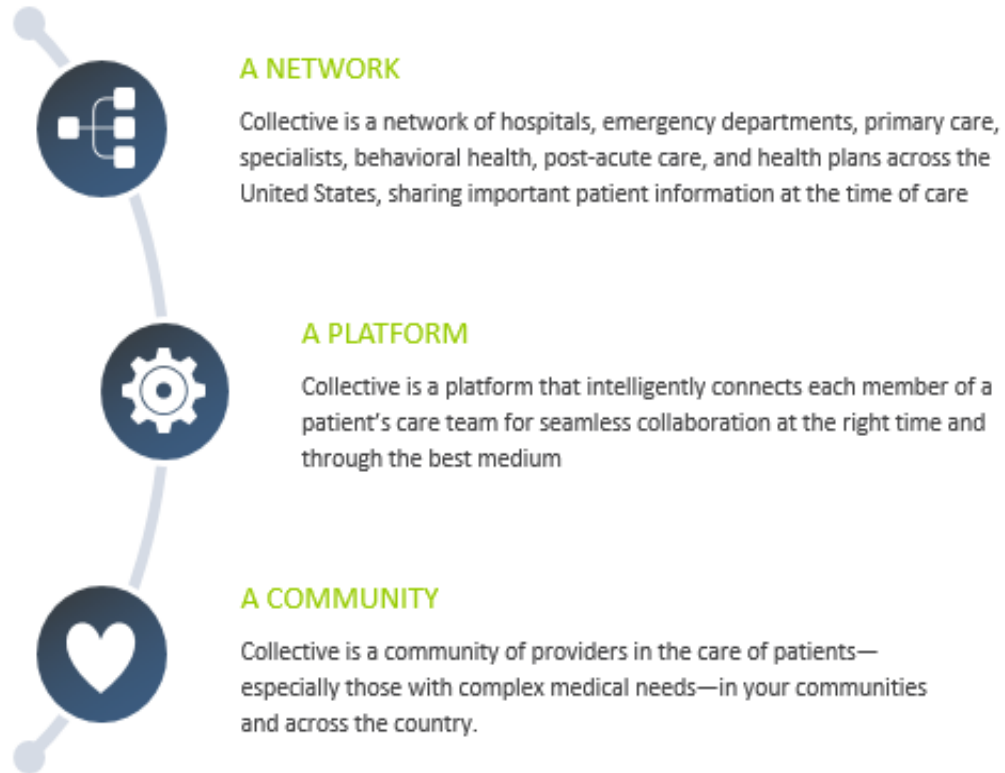 A NETWORK
Collective is a network of hospitals, emergency departments, primary care,
specialists, behavioral health, post-acute care, and health plans across the
United States, sharing important patient information at the time of care
A PLATFORM
Collective is a platform that intelligently connects each member of a
patient's care team for seamless collaboration at the right time and
through the best medium
A COMMUNITY
Collective is a community of providers in the care of patients—
especially those with complex medical needs—in your communities
and across the country.